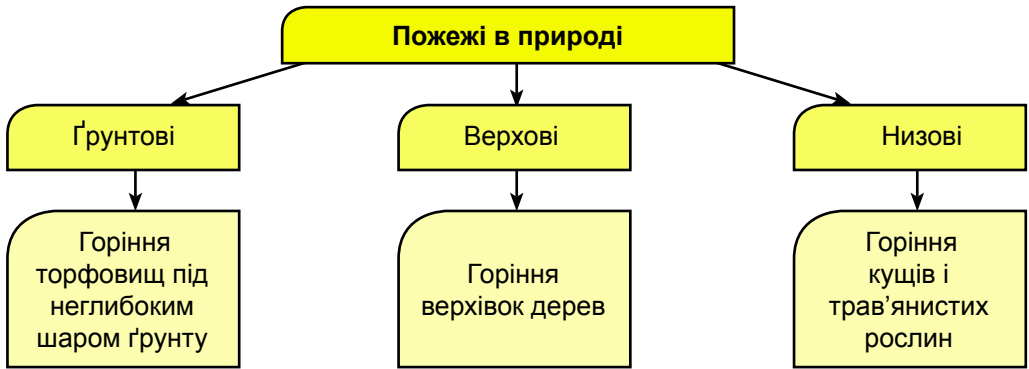 Пожежі в природі
Ґрунтові
Верхові
Низові
Горіння
торфовищ під
неглибоким
шаром ґрунту
Горіння
верхівок дерев
Горіння
кущів і
трав’янистих
рослин